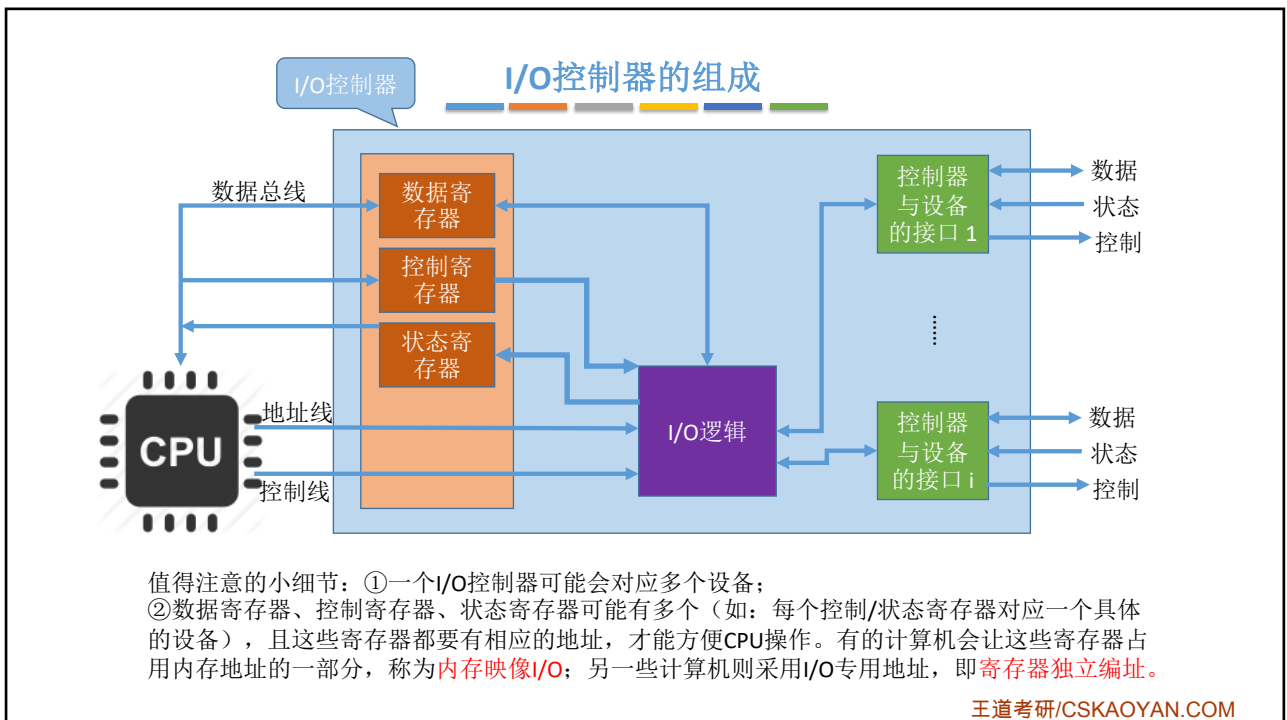 I/O控制器的组成
I/O控制器
数据总线
数据寄
存器
控制寄
存器
状态寄
存器
CPU
地址线
控制线
I/O逻辑
控制器
与设备
的接口 1
数据
状态
控制
......
控制器
与设备
的接口 i
数据
状态
控制
值得注意的小细节：①一个I/O控制器可能会对应多个设备；
②数据寄存器、控制寄存器、状态寄存器可能有多个（如：每个控制/状态寄存器对应一个具体
的设备），且这些寄存器都要有相应的地址，才能方便CPU操作。有的计算机会让这些寄存器占
用内存地址的一部分，称为内存映像I/O；另一些计算机则采用I/O专用地址，即寄存器独立编址。
王道考研/CSKAOYAN.COM